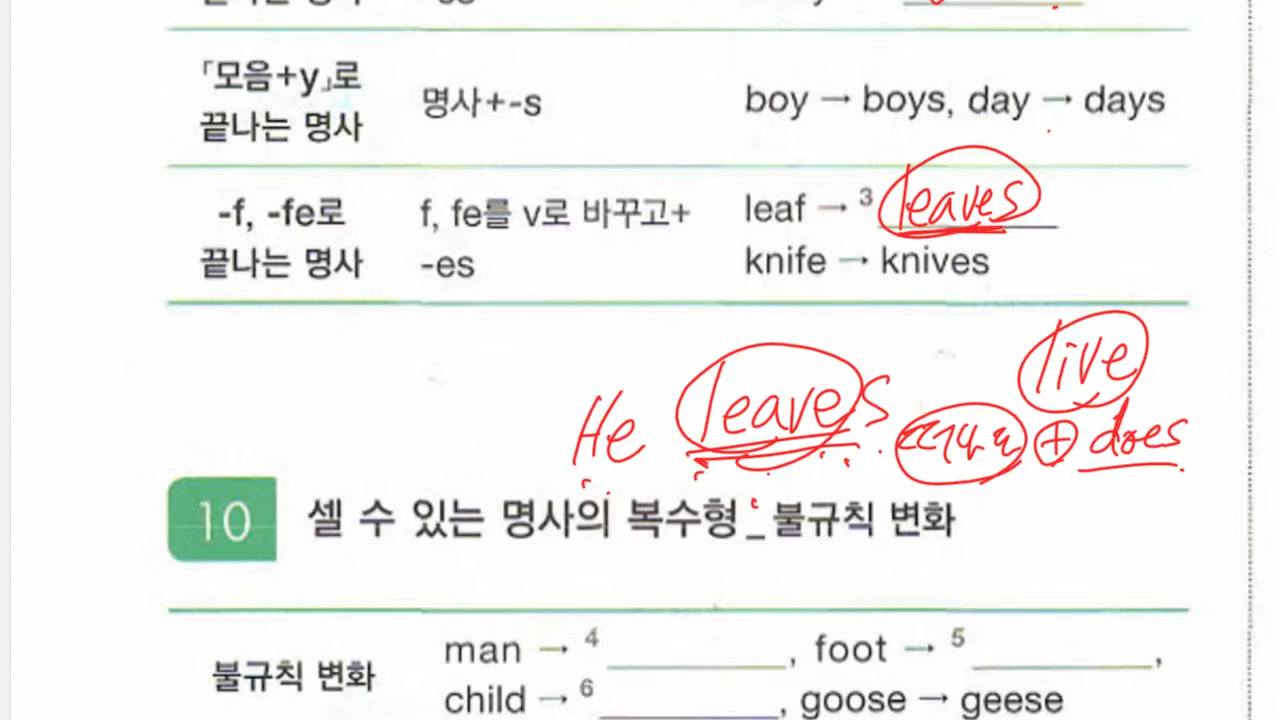 「모음+y」로
끝나는 명사
명사+-s
boy → boys, day → days
-f, -fe로
끝나는 명사
f, fe를 v로 바꾸고+
-es
leaf → 3 leaves
knife → knives
live
He leaves.
⊕ does
10 셀 수 있는 명사의 복수형_불규칙 변화
불규칙 변화
man → 4 ________, foot → 5 ________,
child → 6 ________, goose → geese